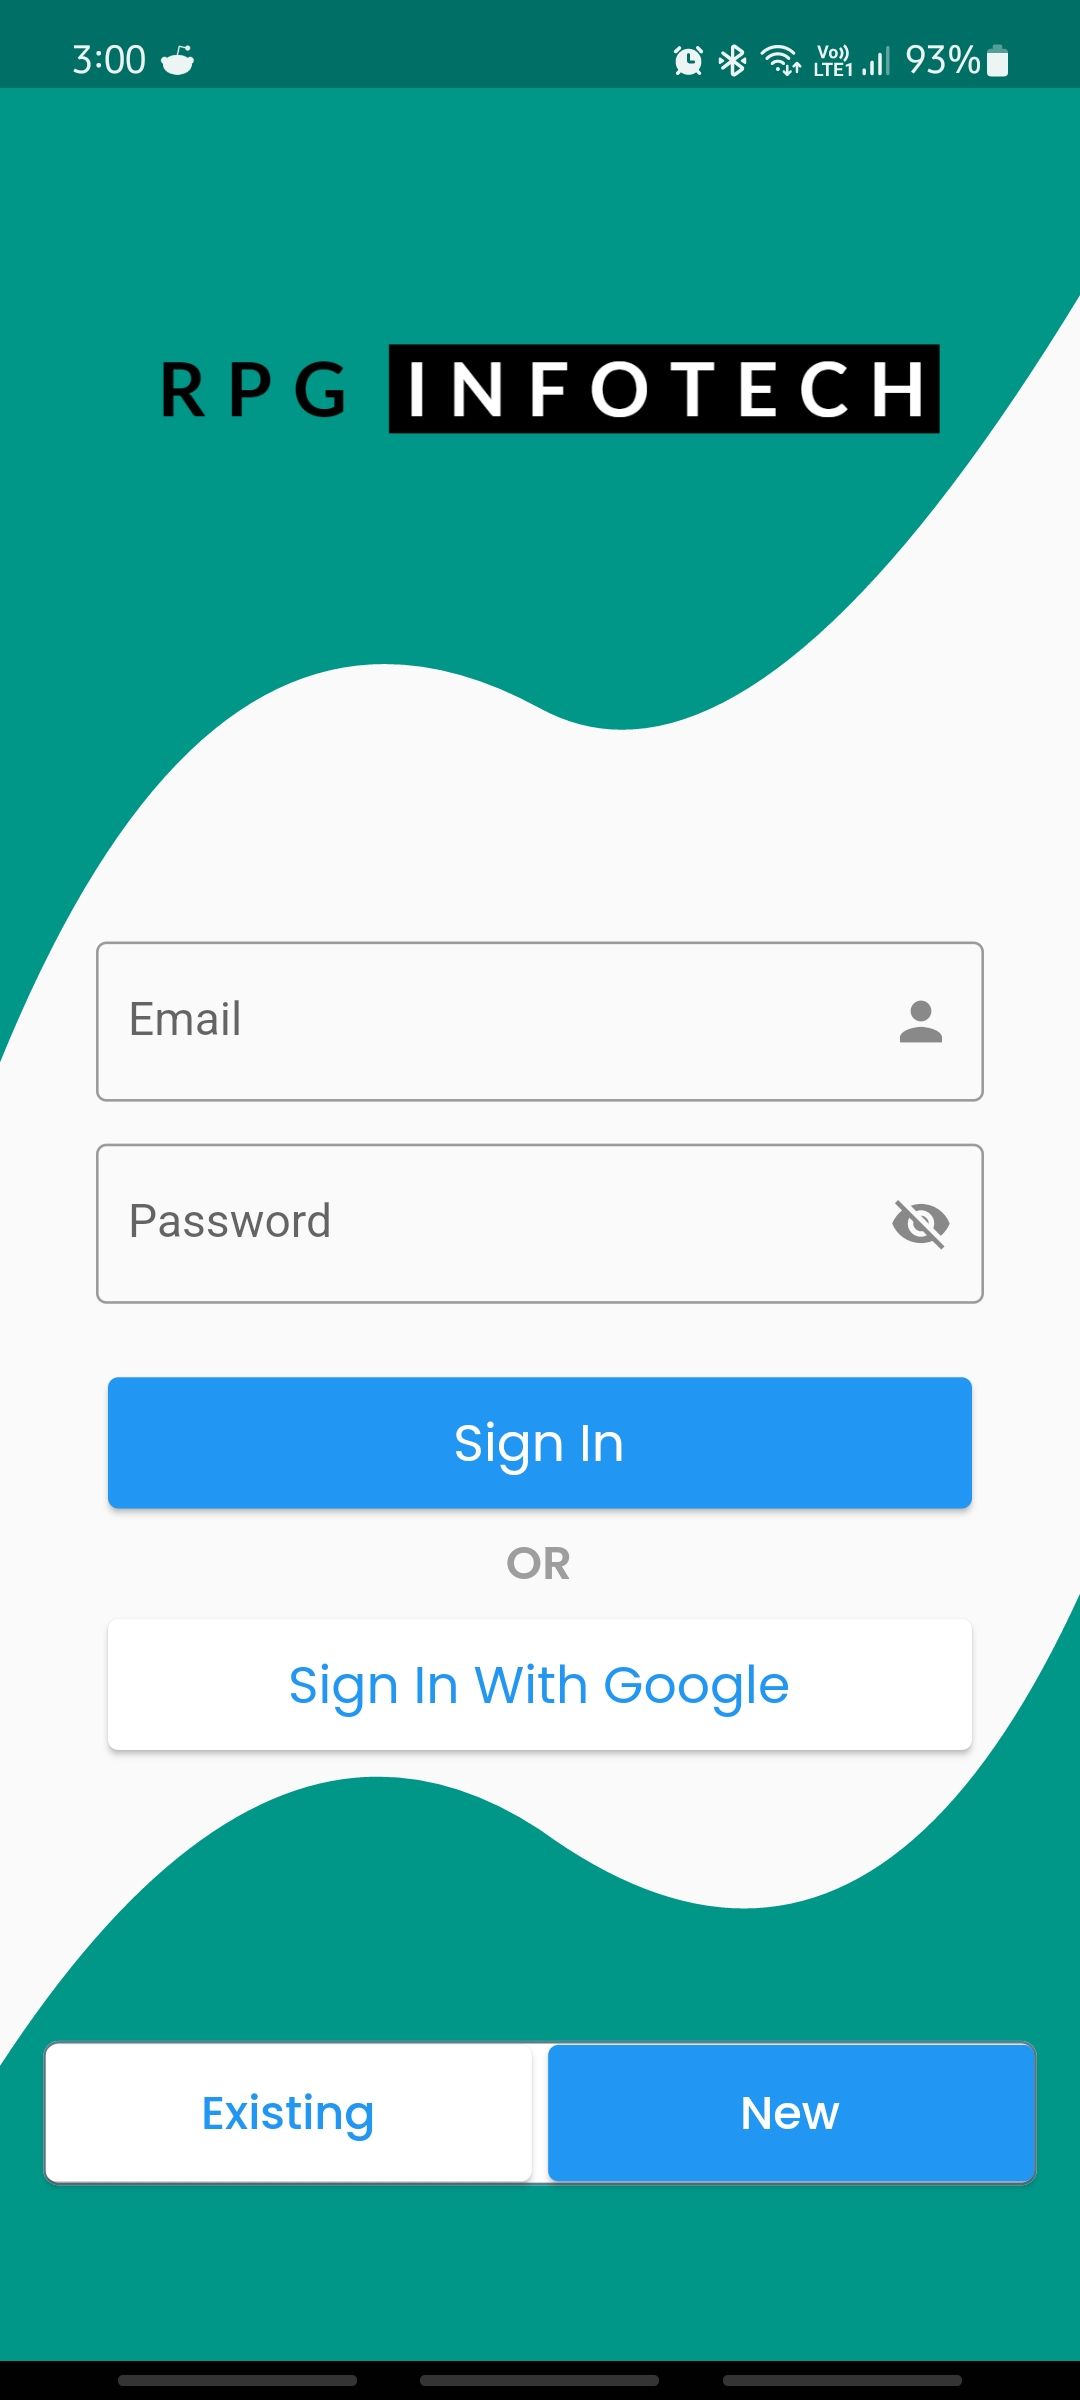 3:00 Vo)) LTE1 93%
RPG INFOTECH
Email
Password
Sign In
OR
Sign In With Google
Existing New